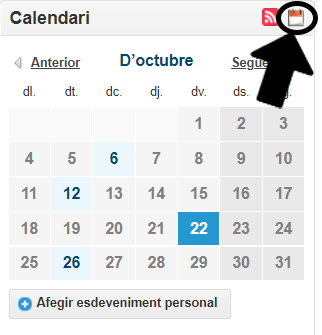 Calendari
Anterior D'octubre
dl. dt. dc. dj. dv. ds.
1 2 3
4 5 6 7 8 9 10
11 12 13 14 15 16 17
18 19 20 21 22 23 24
25 26 27 28 29 30 31
Afegir esdeveniment personal